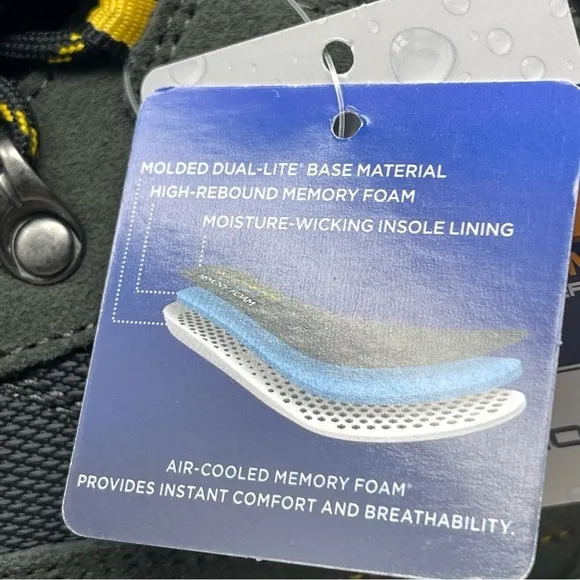 MOLDED DUAL-LITE® BASE MATERIAL
HIGH-REBOUND MEMORY FOAM
MOISTURE-WICKING INSOLE LINING
FOAM
AIR-COOLED MEMORY FOAM®
PROVIDES INSTANT COMFORT AND BREATHABILITY.